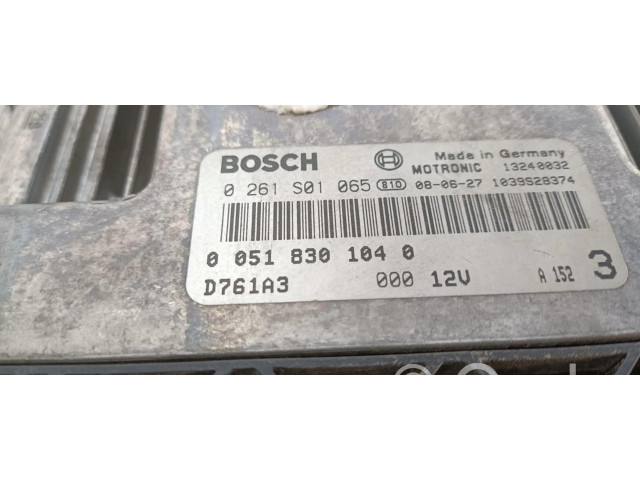 BOSCH Made in Germany
MOTRONIC 13240032
0 261 S01 065 810 08-06-27 1039S28374
0 051 830 104 0
D761A3 000 12V A 152 3